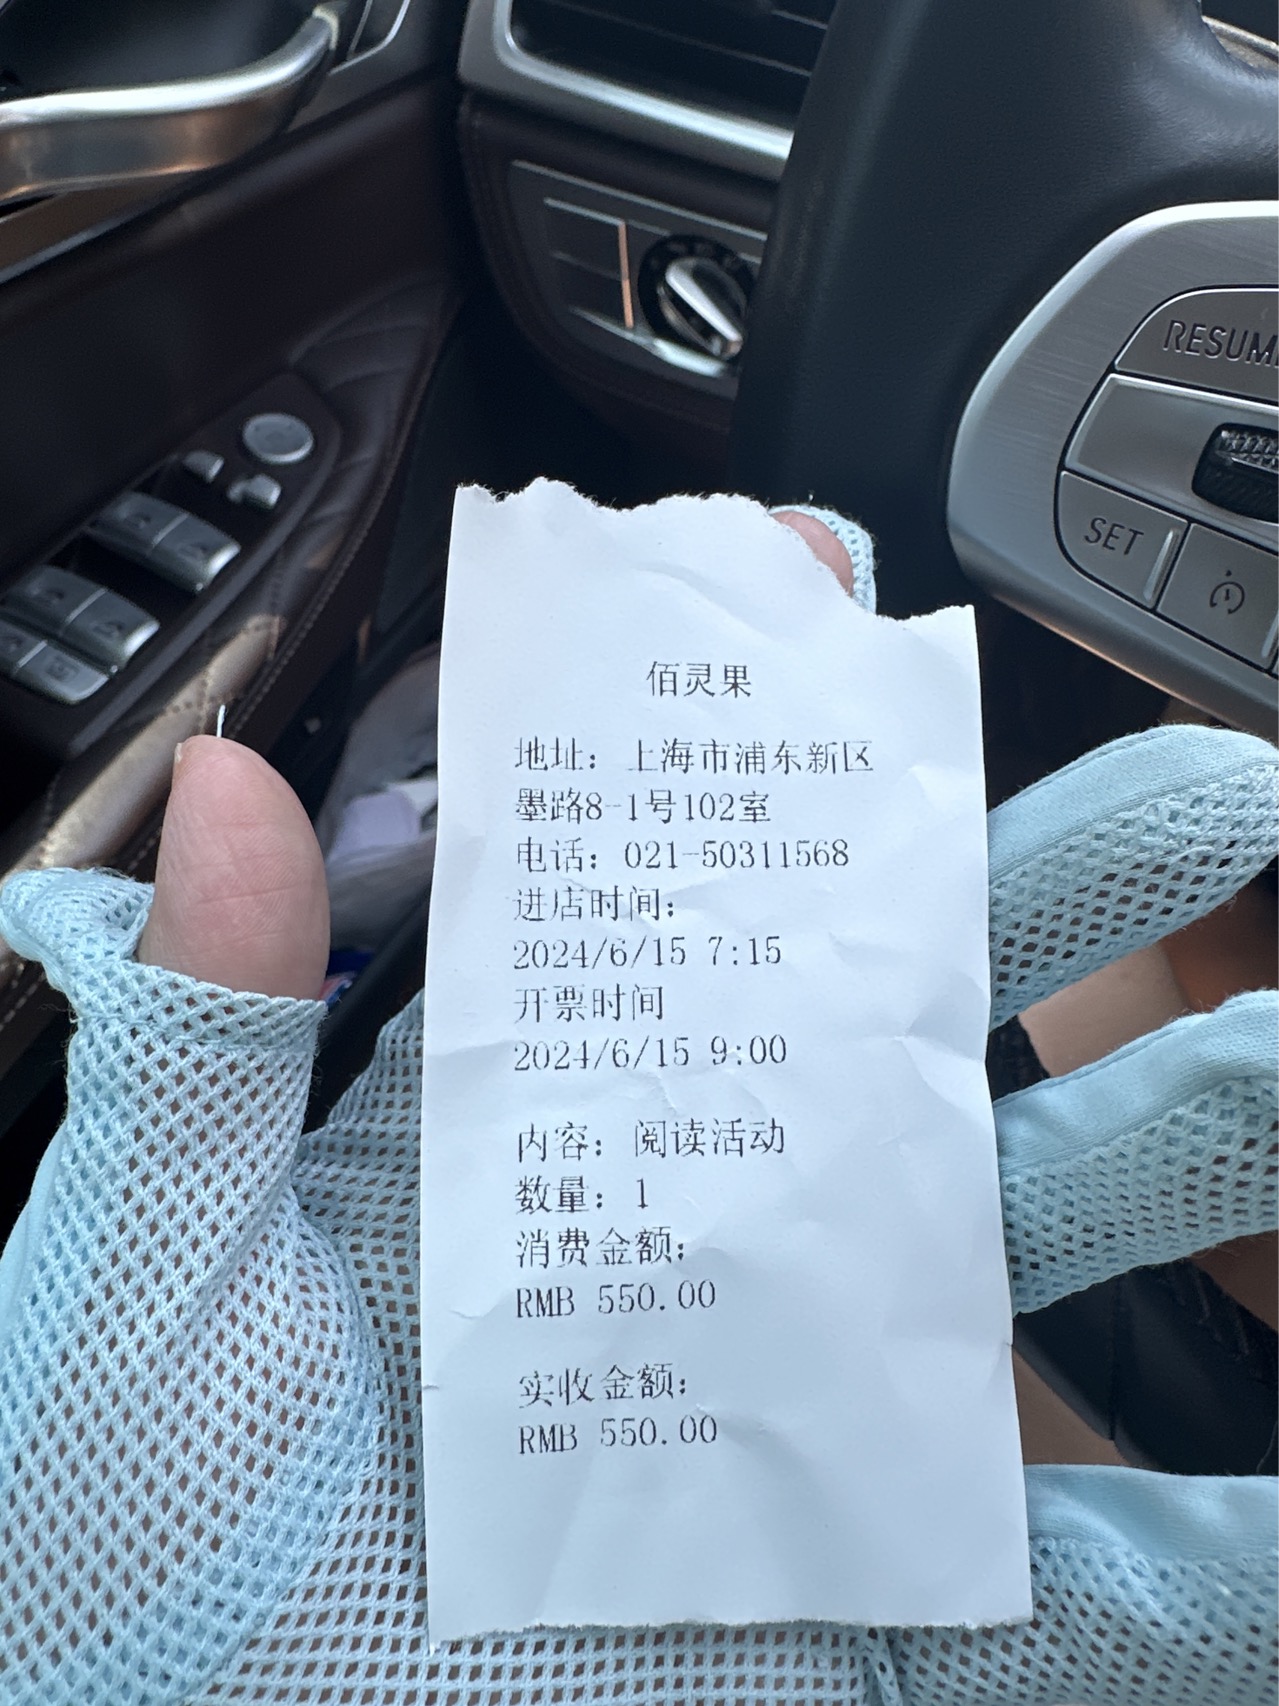 佰灵果
地址：上海市浦东新区
墨路8-1号102室
电话：021-50311568
进店时间：
2024/6/15 7:15
开票时间
2024/6/15 9:00
内容：阅读活动
数量：1
消费金额：
RMB 550.00
实收金额：
RMB 550.00
RESUM
SET